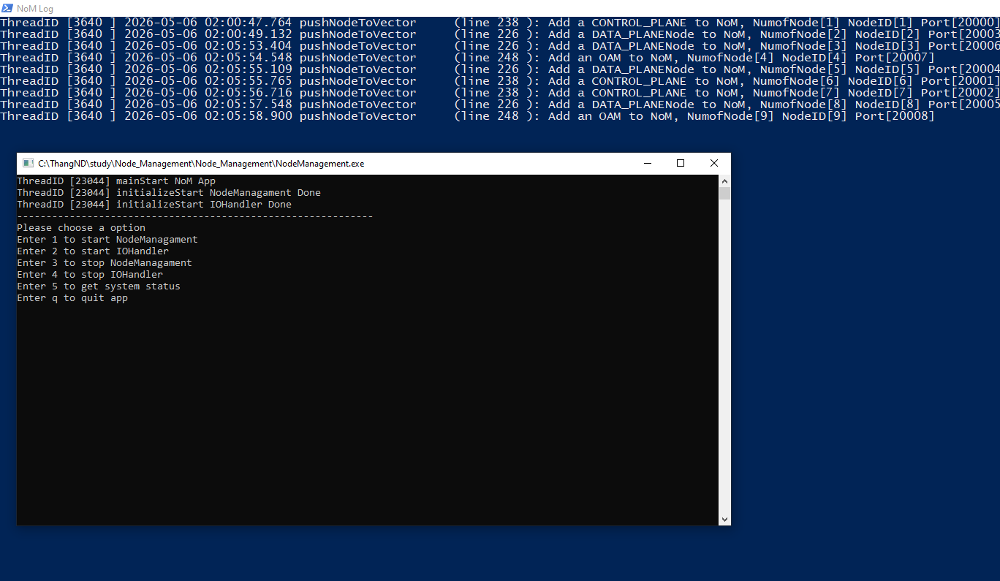 NoM Log
ThreadID [3640 ] 2026-05-06 02:00:47.764 pushNodeToVector (line 238 ): Add a CONTROL_PLANE to NoM, NumofNode[1] NodeID[1] Port[20000]
ThreadID [3640 ] 2026-05-06 02:00:49.132 pushNodeToVector (line 226 ): Add a DATA_PLANENode to NoM, NumofNode[2] NodeID[2] Port[20003
ThreadID [3640 ] 2026-05-06 02:05:53.404 pushNodeToVector (line 226 ): Add a DATA_PLANENode to NoM, NumofNode[3] NodeID[3] Port[20006
ThreadID [3640 ] 2026-05-06 02:05:54.548 pushNodeToVector (line 248 ): Add an OAM to NoM, NumofNode[4] NodeID[4] Port[20007]
ThreadID [3640 ] 2026-05-06 02:05:55.109 pushNodeToVector (line 226 ): Add a DATA_PLANENode to NoM, NumofNode[5] NodeID[5] Port[20004
ThreadID [3640 ] 2026-05-06 02:05:55.765 pushNodeToVector (line 238 ): Add a CONTROL_PLANE to NoM, NumofNode[6] NodeID[6] Port[20001]
ThreadID [3640 ] 2026-05-06 02:05:56.716 pushNodeToVector (line 238 ): Add a CONTROL_PLANE to NoM, NumofNode[7] NodeID[7] Port[20002]
ThreadID [3640 ] 2026-05-06 02:05:57.548 pushNodeToVector (line 226 ): Add a DATA_PLANENode to NoM, NumofNode[8] NodeID[8] Port[20005
ThreadID [3640 ] 2026-05-06 02:05:58.900 pushNodeToVector (line 248 ): Add an OAM to NoM, NumofNode[9] NodeID[9] Port[20008]
C:\ThangND\study\Node_Management\Node_Management\NodeManagement.exe
ThreadID [23044] mainStart NoM App
ThreadID [23044] initializeStart NodeManagament Done
ThreadID [23044] initializeStart IOHandler Done
-------------------------------------------------------------
Please choose a option
Enter 1 to start NodeManagament
Enter 2 to start IOHandler
Enter 3 to stop NodeManagament
Enter 4 to stop IOHandler
Enter 5 to get system status
Enter q to quit app